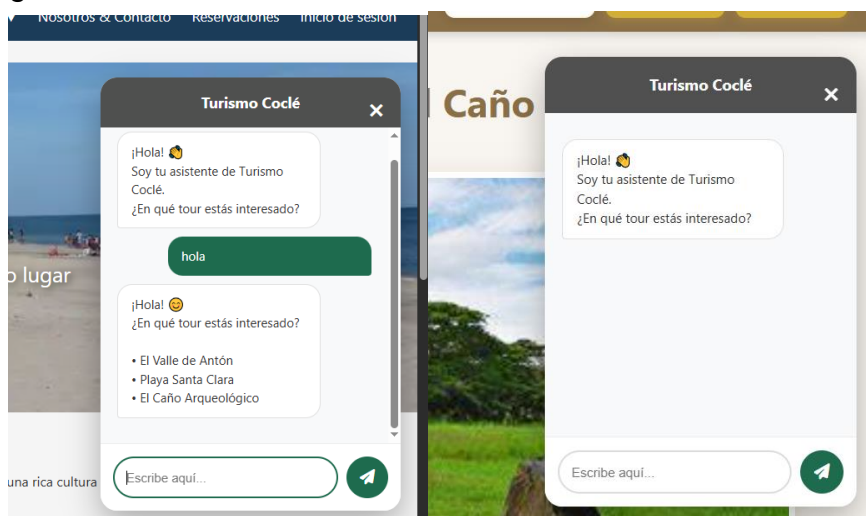 Nosotros & Contacto Reservaciones Inicio de sesión
Turismo Coclé
¡Hola! 👏
Soy tu asistente de Turismo
Coclé.
¿En qué tour estás interesado?
hola
¡Hola! 😊
¿En qué tour estás interesado?
• El Valle de Antón
• Playa Santa Clara
• El Caño Arqueológico
Escribe aquí...
lugar
una rica cultura
Caño
Turismo Coclé
¡Hola! 👏
Soy tu asistente de Turismo
Coclé.
¿En qué tour estás interesado?
Escribe aquí...